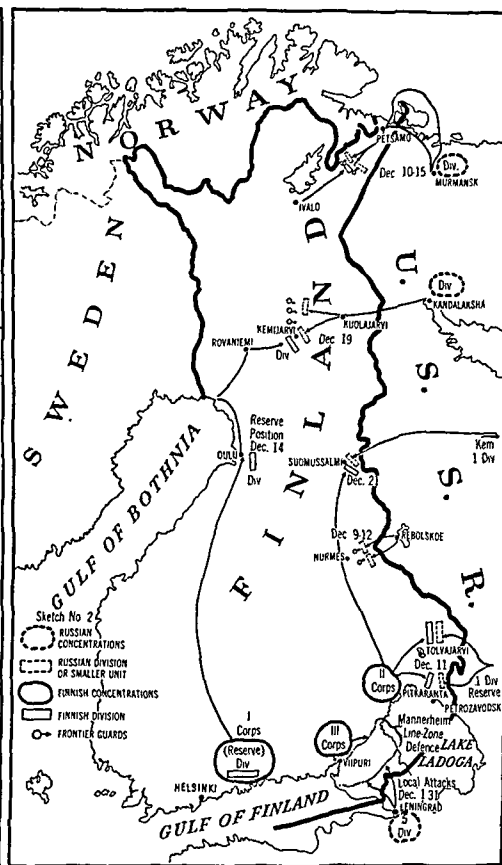 NORWAY
PETSAMO
Div.
MURMANSK
Dec 10-15
IVALO
SWEDEN
FINLAND
U.S.S.R.
Div
KANDALAKSHA
KUOLAJARVI
KEMIJARVI
Dec 19
Div
ROVANIEMI
Reserve
Position
Dec. 14
OULU
Div
Kem
1 Div
SUOMUSSALMI
Dec. 2
GULF OF BOTHNIA
Dec 9-12
REBOLSKOE
NURMES
Sketch No 2
RUSSIAN
CONCENTRATIONS
RUSSIAN DIVISION
OR SMALLER UNIT
FINNISH CONCENTRATIONS
FINNISH DIVISION
FRONTIER GUARDS
TOLVAJARVI
Dec. 11
II
Corps
1 Div
Reserve
PITKARANTA
PETROZAVODSK
I
Corps
(Reserve)
Div
III
Corps
Mannerheim
Line-Zone
Defence
LAKE
LADOGA
VIIPURI
HELSINKI
Local Attacks
Dec. 1 31
LENINGRAD
GULF OF FINLAND
5
Div